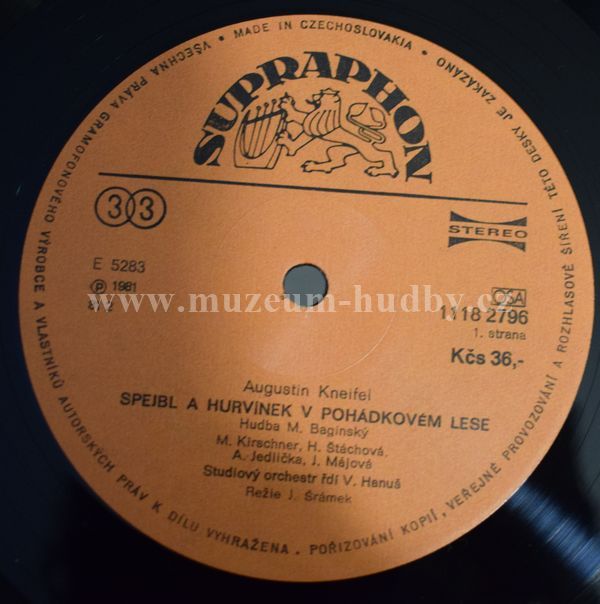 VŠECHNA PRÁVA GRAMOFONOVÉHO VÝROBCE A VLASTNÍKŮ AUTORSKÝCH PRÁV K DÍLU VYHRAŽENA. POŘIZOVÁNÍ KOPIÍ, VEŘEJNÉ PROVOZOVÁNÍ A ROZHLASOVÉ ŠÍŘENÍ TÉTO DESKY JE ZAKÁZÁNO • MADE IN CZECHOSLOVAKIA •
SUPRAPHON
33
STEREO
E 5283
Ⓟ 1981
www.muzeum-hudby.cz
OSA
1118 2796
1. strana
Kčs 36,-
Augustin Kneifel
SPEJBL A HURVÍNEK V POHÁDKOVÉM LESE
Hudba M. Bagínský
M. Kirschner, H. Štáchová,
A. Jedlička, J. Májová
Studiový orchestr řdí V. Hanuš
Režie J. Šrámek